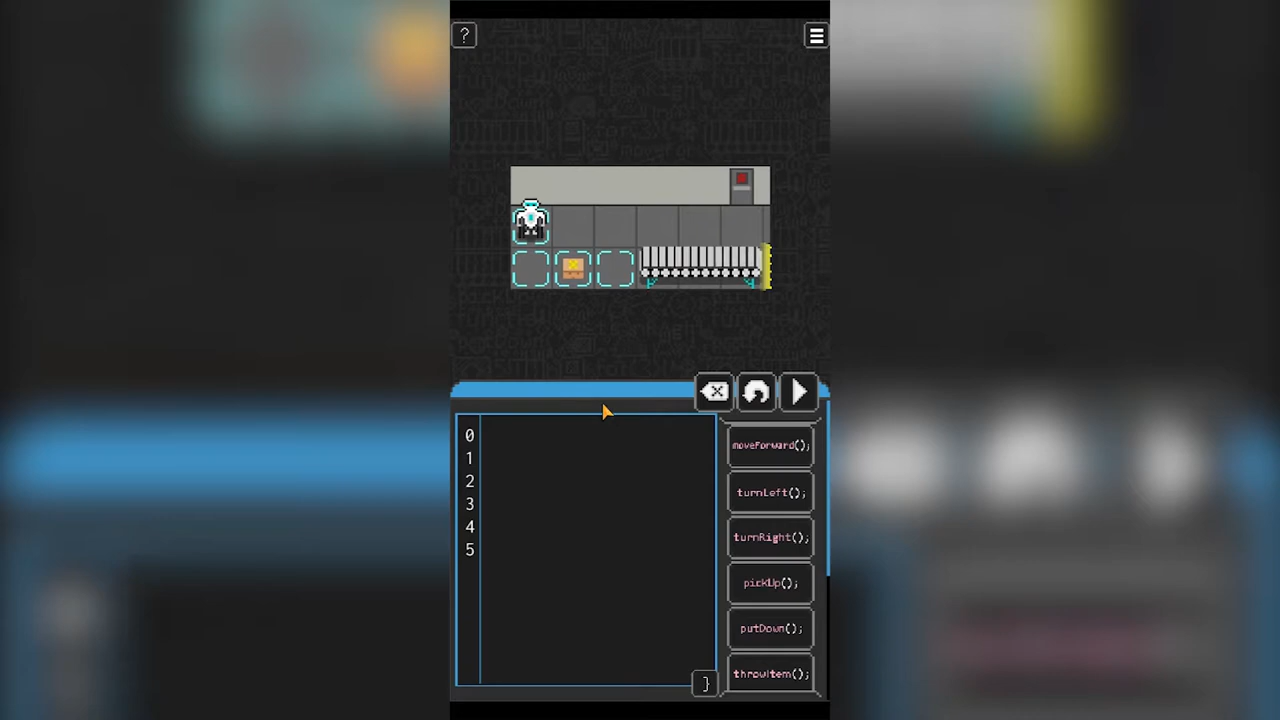 ?
0
1
2
3
4
5
moveForward();
turnLeft();
turnRight();
pickUp();
putDown();
throwItem();
}